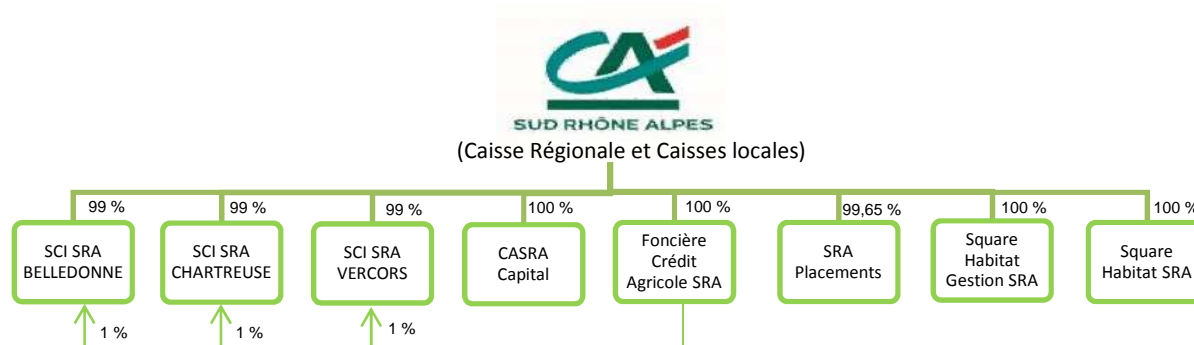 CA
SUD RHÔNE ALPES
(Caisse Régionale et Caisses locales)
99 %
99 %
99 %
100 %
100 %
99,65 %
100 %
100 %
SCI SRA
BELLEDONNE
SCI SRA
CHARTREUSE
SCI SRA
VERCORS
CASRA
Capital
Foncière
Crédit
Agricole SRA
SRA
Placements
Square
Habitat
Gestion SRA
Square
Habitat SRA
1 %
1 %
1 %